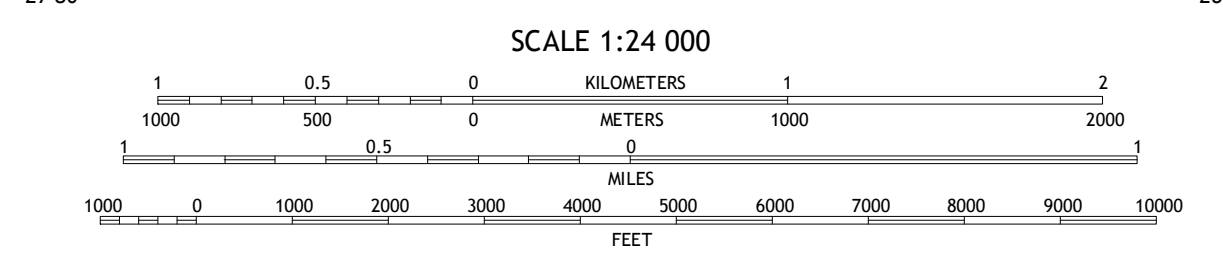 SCALE 1:24 000
1 0.5 0 KILOMETERS 1 2
1000 500 0 METERS 1000 2000
1 0.5 0 1
MILES
1000 0 1000 2000 3000 4000 5000 6000 7000 8000 9000 10000
FEET